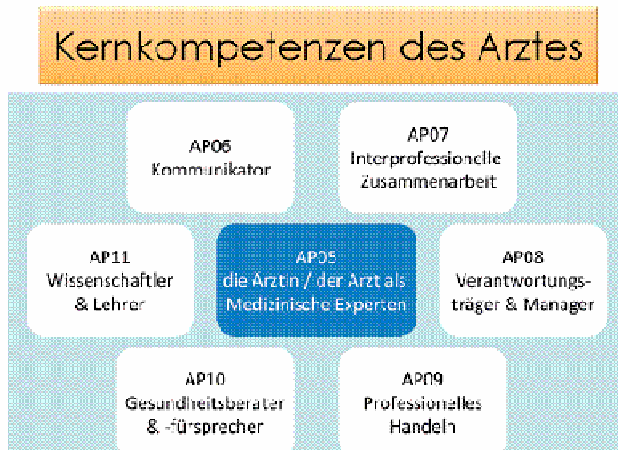 Kernkompetenzen des Arztes
AP06
Kommunikator
AP07
Interprofessionelle
Zusammenarbeit
AP11
Wissenschaftler
& Lehrer
AP05
die Ärztin / der Arzt als
Medizinische Experten
AP08
Verantwortungs-
träger & Manager
AP10
Gesundheitsberater
& -fürsprecher
AP09
Professionelles
Handeln